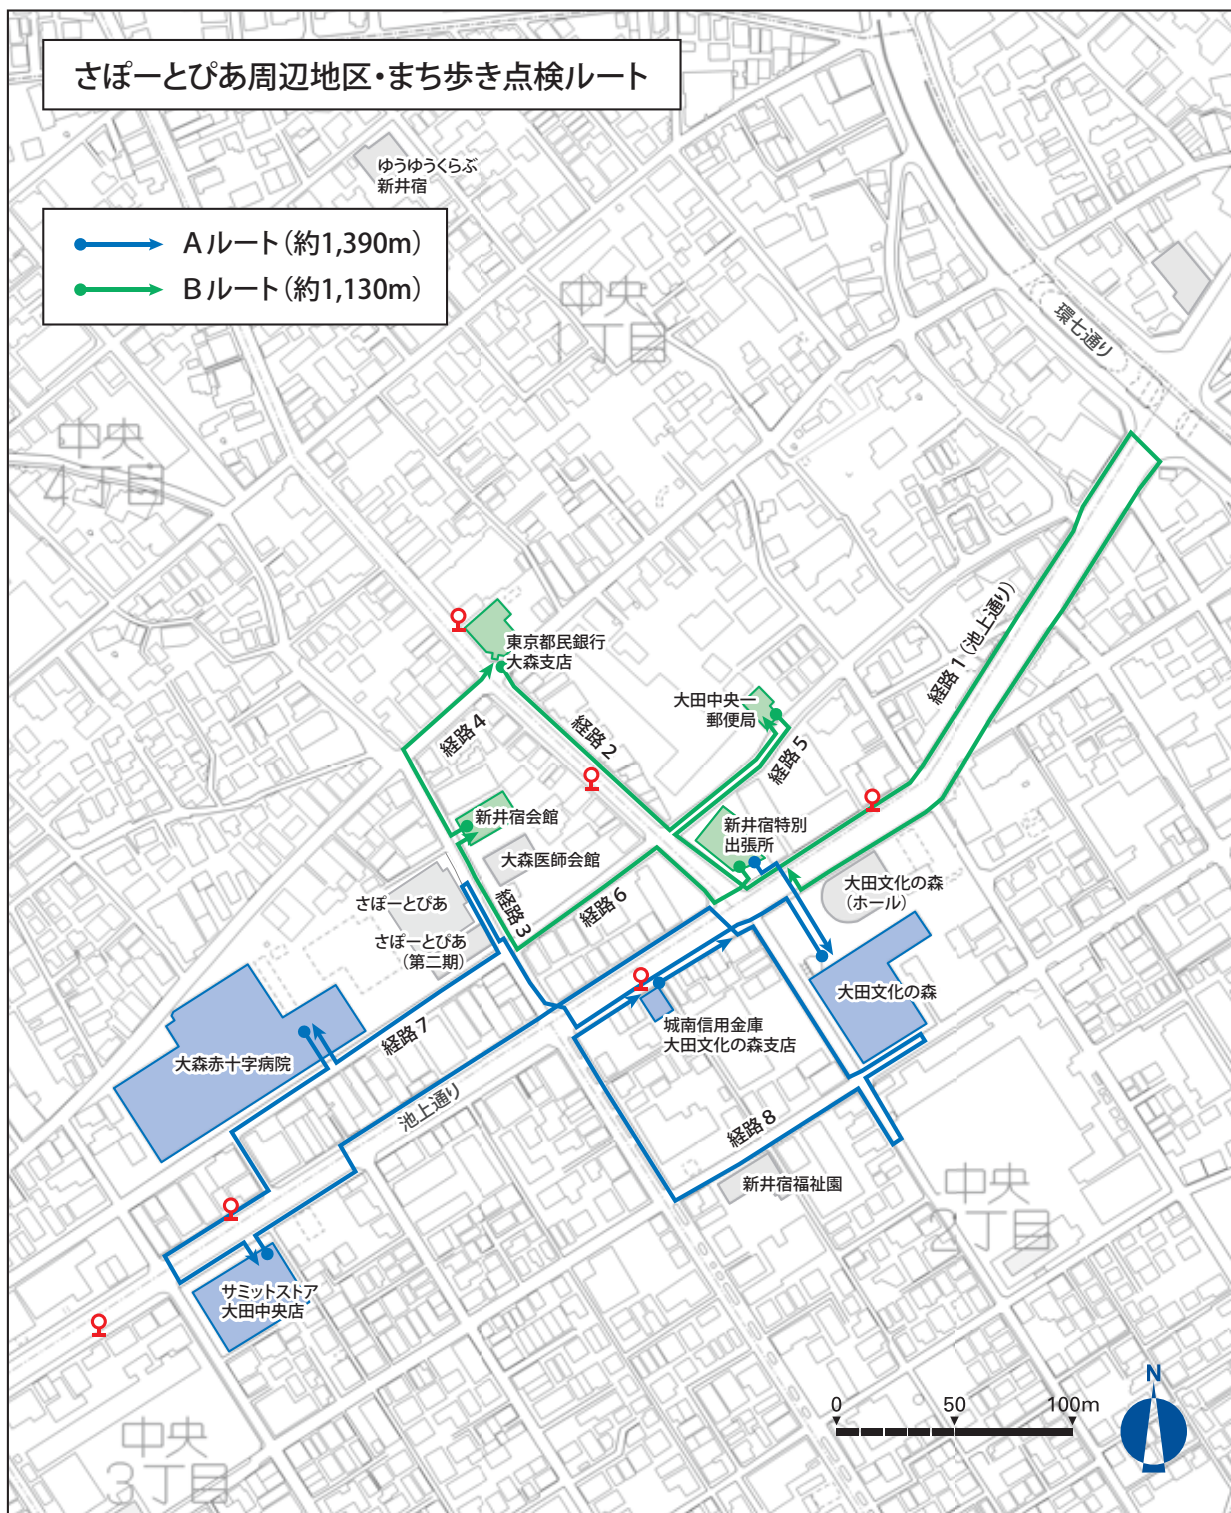 さぽーとぴあ周辺地区・まち歩き点検ルート
ゆうゆうくらぶ
新井宿
A ルート（約1,390m）
B ルート（約1,130m）
中央
1丁目
環七通り
中央
4丁目
東京都民銀行
大森支店
経路1（池上通り）
大田中央一
郵便局
経路4
経路2
経路5
新井宿会館
新井宿特別
出張所
大森医師会館
さぽーとぴあ
大田文化の森
（ホール）
経路3
経路6
さぽーとぴあ
（第二期）
大田文化の森
城南信用金庫
大田文化の森支店
経路7
大森赤十字病院
池上通り
経路8
新井宿福祉園
中央
2丁目
サミットストア
大田中央店
中央
3丁目
0 50 100m
N